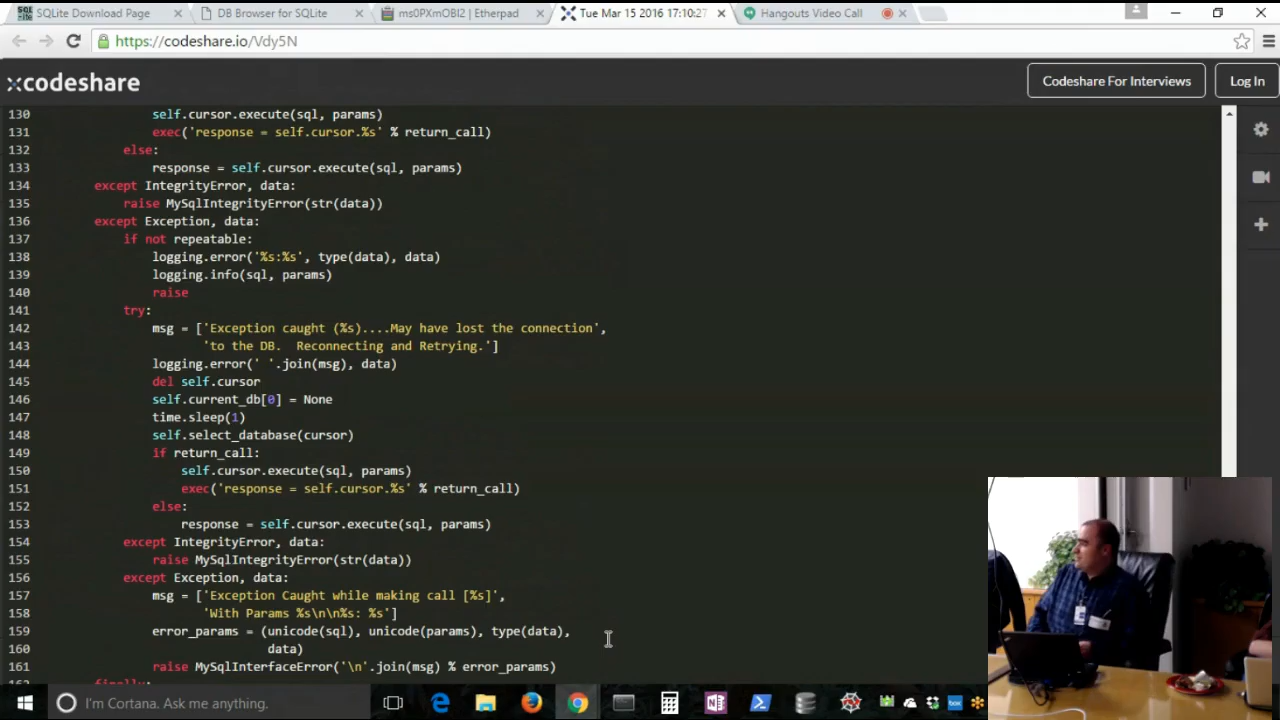 SQLite Download Page
DB Browser for SQLite
ms0PXmOBI2 | Etherpad
Tue Mar 15 2016 17:10:27
Hangouts Video Call
https://codeshare.io/Vdy5N
codeshare
Codeshare For Interviews
Log In
130 self.cursor.execute(sql, params)
131 exec('response = self.cursor.%s' % return_call)
132 else:
133 response = self.cursor.execute(sql, params)
134 except IntegrityError, data:
135 raise MySqlIntegrityError(str(data))
136 except Exception, data:
137 if not repeatable:
138 logging.error('%s:%s', type(data), data)
139 logging.info(sql, params)
140 raise
141 try:
142 msg = ['Exception caught (%s)....May have lost the connection',
143 'to the DB.  Reconnecting and Retrying.']
144 logging.error(' '.join(msg), data)
145 del self.cursor
146 self.current_db[0] = None
147 time.sleep(1)
148 self.select_database(cursor)
149 if return_call:
150 self.cursor.execute(sql, params)
151 exec('response = self.cursor.%s' % return_call)
152 else:
153 response = self.cursor.execute(sql, params)
154 except IntegrityError, data:
155 raise MySqlIntegrityError(str(data))
156 except Exception, data:
157 msg = ['Exception Caught while making call [%s]',
158 'With Params %s\n\n%s: %s']
159 error_params = (unicode(sql), unicode(params), type(data),
160 data)
161 raise MySqlInterfaceError('\n'.join(msg) % error_params)
finally:
I'm Cortana. Ask me anything.